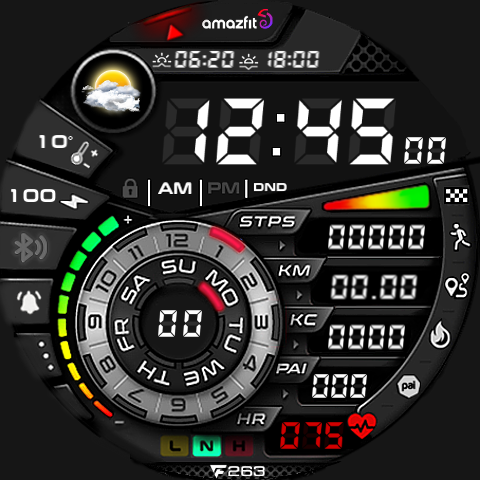 amazfit
06:20 18:00
12:45 00
10°
+
-
100
AM PM DND
+
STPS
00000
KM
00.00
KC
0000
PAI
000
pai
HR
075
12 1 2 3 4 5 6 7 8 9 10 11
SU MO TU WE TH FR SA
00
-
L N H
F263